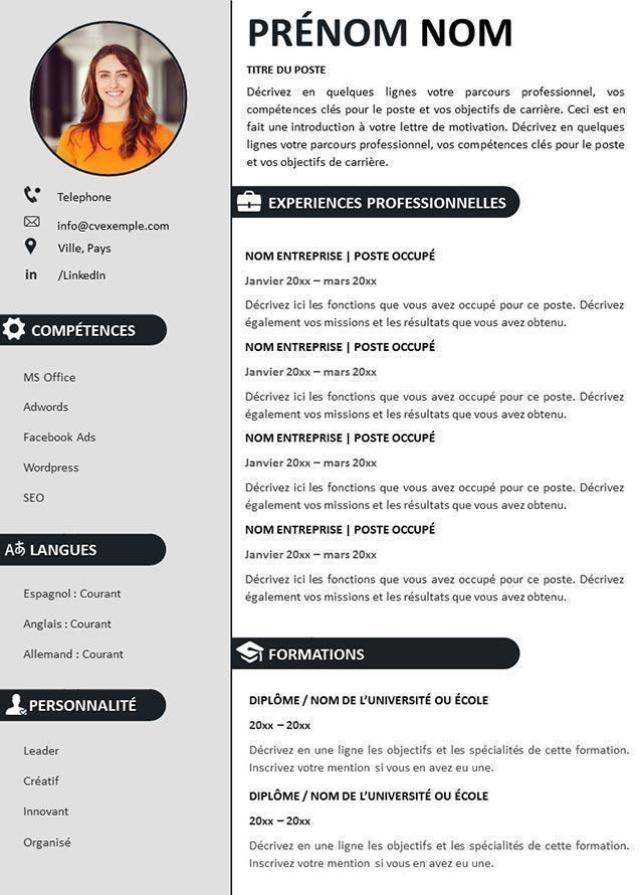 PRÉNOM NOM
TITRE DU POSTE
Décrivez en quelques lignes votre parcours professionnel, vos
compétences clés pour le poste et vos objectifs de carrière. Ceci est en
fait une introduction à votre lettre de motivation. Décrivez en quelques
lignes votre parcours professionnel, vos compétences clés pour le poste
et vos objectifs de carrière.
Telephone
info@cvexemple.com
Ville, Pays
in /LinkedIn
COMPÉTENCES
MS Office
Adwords
Facebook Ads
Wordpress
SEO
Aあ LANGUES
Espagnol : Courant
Anglais : Courant
Allemand : Courant
PERSONNALITÉ
Leader
Créatif
Innovant
Organisé
EXPERIENCES PROFESSIONNELLES
NOM ENTREPRISE | POSTE OCCUPÉ
Janvier 20xx – mars 20xx
Décrivez ici les fonctions que vous avez occupé pour ce poste. Décrivez
également vos missions et les résultats que vous avez obtenu.
NOM ENTREPRISE | POSTE OCCUPÉ
Janvier 20xx – mars 20xx
Décrivez ici les fonctions que vous avez occupé pour ce poste. Décrivez
également vos missions et les résultats que vous avez obtenu.
NOM ENTREPRISE | POSTE OCCUPÉ
Janvier 20xx – mars 20xx
Décrivez ici les fonctions que vous avez occupé pour ce poste. Décrivez
également vos missions et les résultats que vous avez obtenu.
NOM ENTREPRISE | POSTE OCCUPÉ
Janvier 20xx – mars 20xx
Décrivez ici les fonctions que vous avez occupé pour ce poste. Décrivez
également vos missions et les résultats que vous avez obtenu.
FORMATIONS
DIPLÔME / NOM DE L’UNIVERSITÉ OU ÉCOLE
20xx – 20xx
Décrivez en une ligne les objectifs et les spécialités de cette formation.
Inscrivez votre mention si vous en avez eu une.
DIPLÔME / NOM DE L’UNIVERSITÉ OU ÉCOLE
20xx – 20xx
Décrivez en une ligne les objectifs et les spécialités de cette formation.
Inscrivez votre mention si vous en avez eu une.